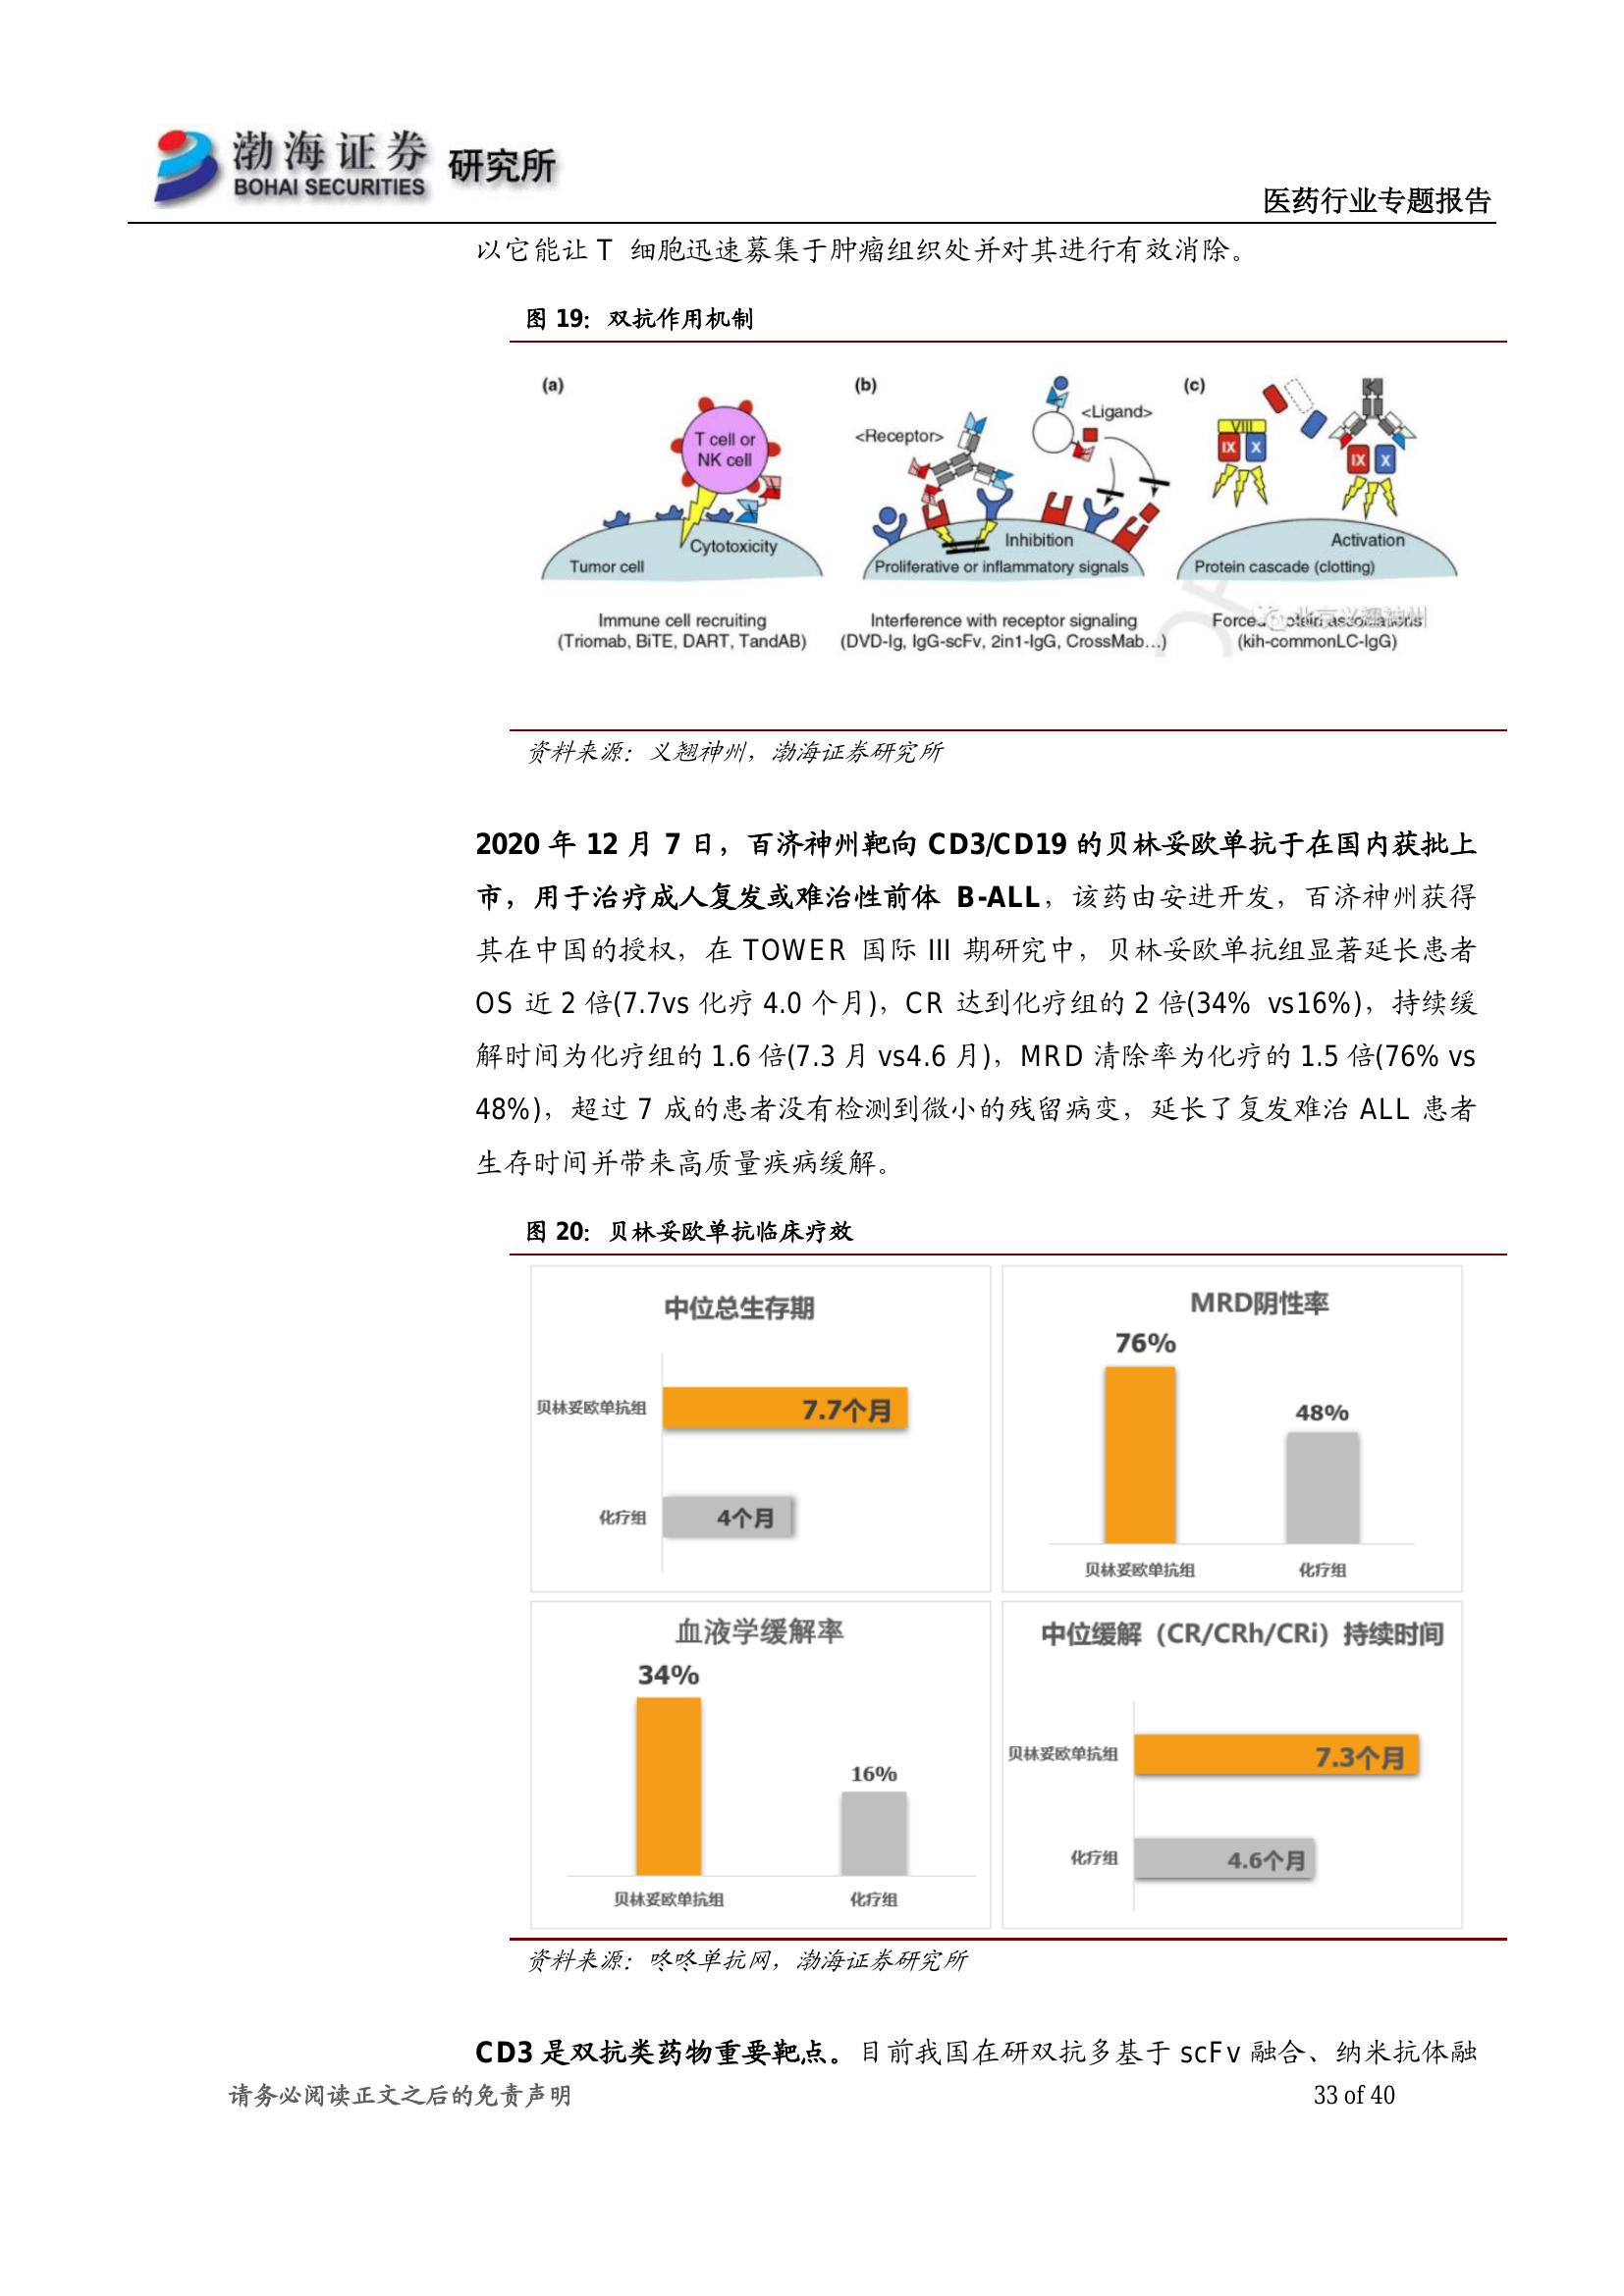 渤海证券 研究所
BOHAI SECURITIES
医药行业专题报告
以它能让 T 细胞迅速募集于肿瘤组织处并对其进行有效消除。
图 19：双抗作用机制
(a)
T cell or
NK cell
Cytotoxicity
Tumor cell
Immune cell recruiting
(Triomab, BiTE, DART, TandAB)
(b)
<Ligand>
<Receptor>
Inhibition
Proliferative or inflammatory signals
Interference with receptor signaling
(DVD-Ig, IgG-scFv, 2in1-IgG, CrossMab...)
(c)
VIII
IX X
IX X
Activation
Protein cascade (clotting)
(kih-commonLC-IgG)
资料来源：义翘神州，渤海证券研究所
2020 年 12 月 7 日，百济神州靶向 CD3/CD19 的贝林妥欧单抗于在国内获批上
市，用于治疗成人复发或难治性前体 B-ALL，该药由安进开发，百济神州获得
其在中国的授权，在 TOWER 国际 III 期研究中，贝林妥欧单抗组显著延长患者
OS 近 2 倍(7.7vs 化疗 4.0 个月)，CR 达到化疗组的 2 倍(34% vs16%)，持续缓
解时间为化疗组的 1.6 倍(7.3 月 vs4.6 月)，MRD 清除率为化疗的 1.5 倍(76% vs
48%)，超过 7 成的患者没有检测到微小的残留病变，延长了复发难治 ALL 患者
生存时间并带来高质量疾病缓解。
图 20：贝林妥欧单抗临床疗效
中位总生存期
贝林妥欧单抗组
7.7个月
化疗组
4个月
MRD阴性率
76%
48%
贝林妥欧单抗组
化疗组
血液学缓解率
34%
16%
贝林妥欧单抗组
化疗组
中位缓解（CR/CRh/CRi）持续时间
贝林妥欧单抗组
7.3个月
化疗组
4.6个月
资料来源：咚咚单抗网，渤海证券研究所
CD3 是双抗类药物重要靶点。目前我国在研双抗多基于 scFv 融合、纳米抗体融
请务必阅读正文之后的免责声明
33 of 40